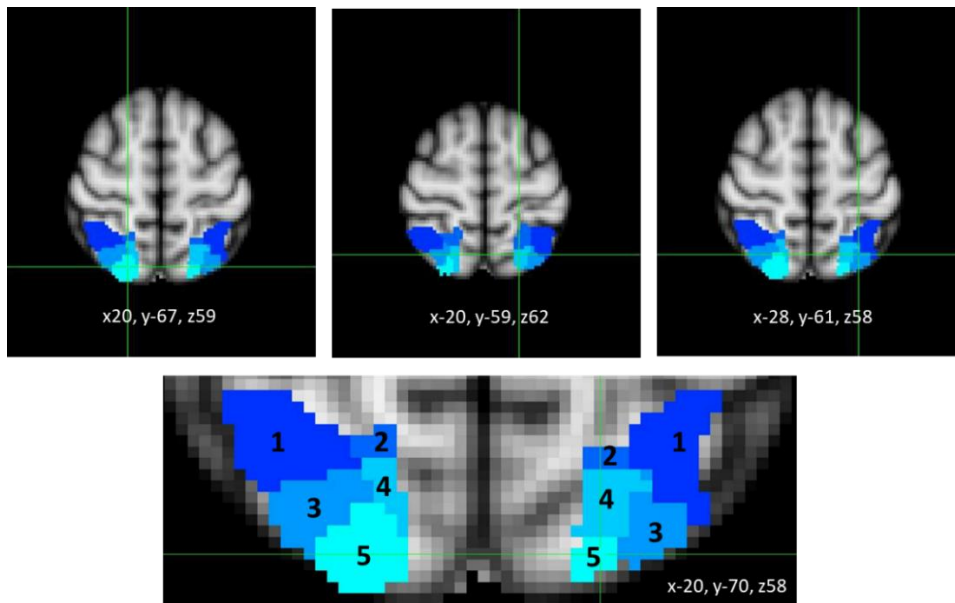 x20, y-67, z59
x-20, y-59, z62
x-28, y-61, z58
1
2
1
2
4
4
3
3
5
5
x-20, y-70, z58